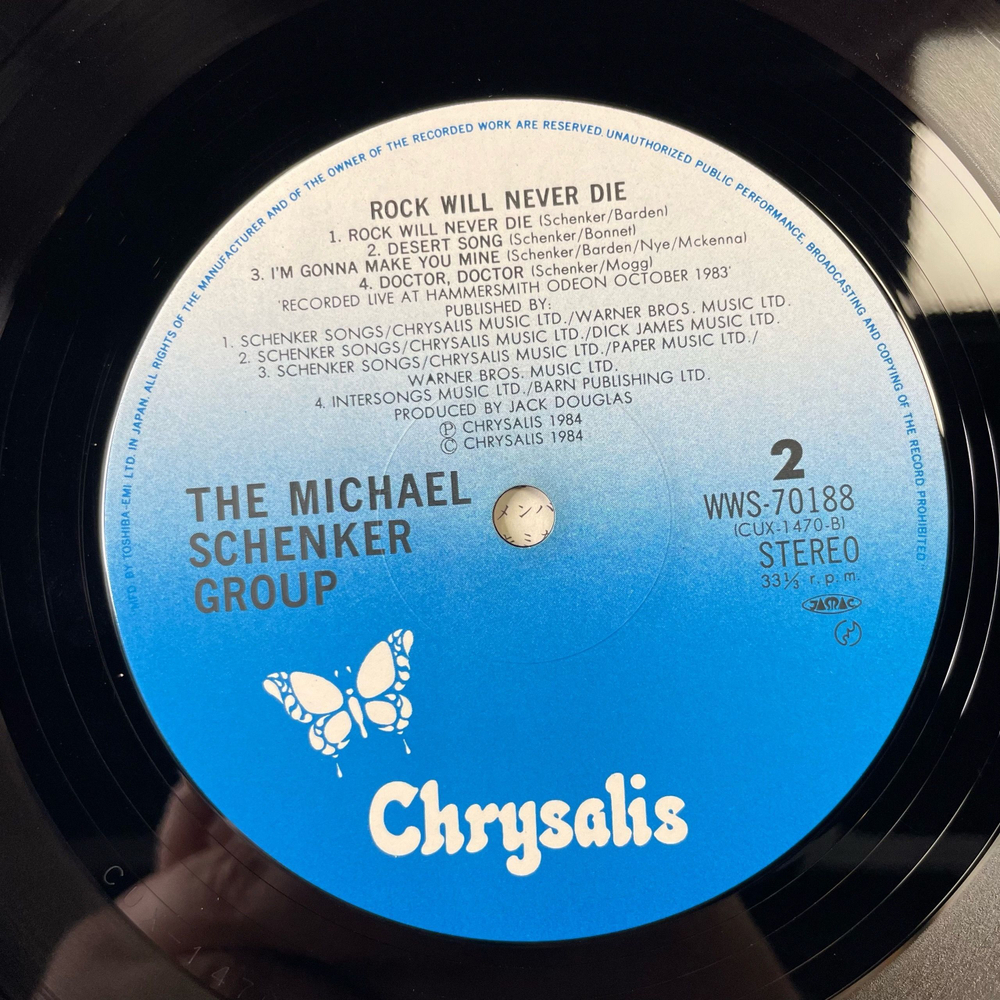 MFD. BY TOSHIBA-EMI LTD. IN JAPAN. ALL RIGHTS OF THE MANUFACTURER AND OF THE OWNER OF THE RECORDED WORK ARE RESERVED. UNAUTHORIZED PUBLIC PERFORMANCE, BROADCASTING AND COPYING OF THE RECORD PROHIBITED
ROCK WILL NEVER DIE
1. ROCK WILL NEVER DIE (Schenker/Barden)
2. DESERT SONG (Schenker/Bonnet)
3. I'M GONNA MAKE YOU MINE (Schenker/Barden/Nye/Mckenna)
4. DOCTOR, DOCTOR (Schenker/Mogg)
'RECORDED LIVE AT HAMMERSMITH ODEON OCTOBER 1983'
PUBLISHED BY:
1. SCHENKER SONGS/CHRYSALIS MUSIC LTD./WARNER BROS. MUSIC LTD.
2. SCHENKER SONGS/CHRYSALIS MUSIC LTD./DICK JAMES MUSIC LTD.
3. SCHENKER SONGS/CHRYSALIS MUSIC LTD./PAPER MUSIC LTD./
WARNER BROS. MUSIC LTD.
4. INTERSONGS MUSIC LTD./BARN PUBLISHING LTD.
PRODUCED BY JACK DOUGLAS
Ⓟ CHRYSALIS 1984
© CHRYSALIS 1984
THE MICHAEL
SCHENKER
GROUP
2
WWS-70188
(CUX-1470-B)
STEREO
33⅓ r.p.m.
JASRAC
Chrysalis
メンバ